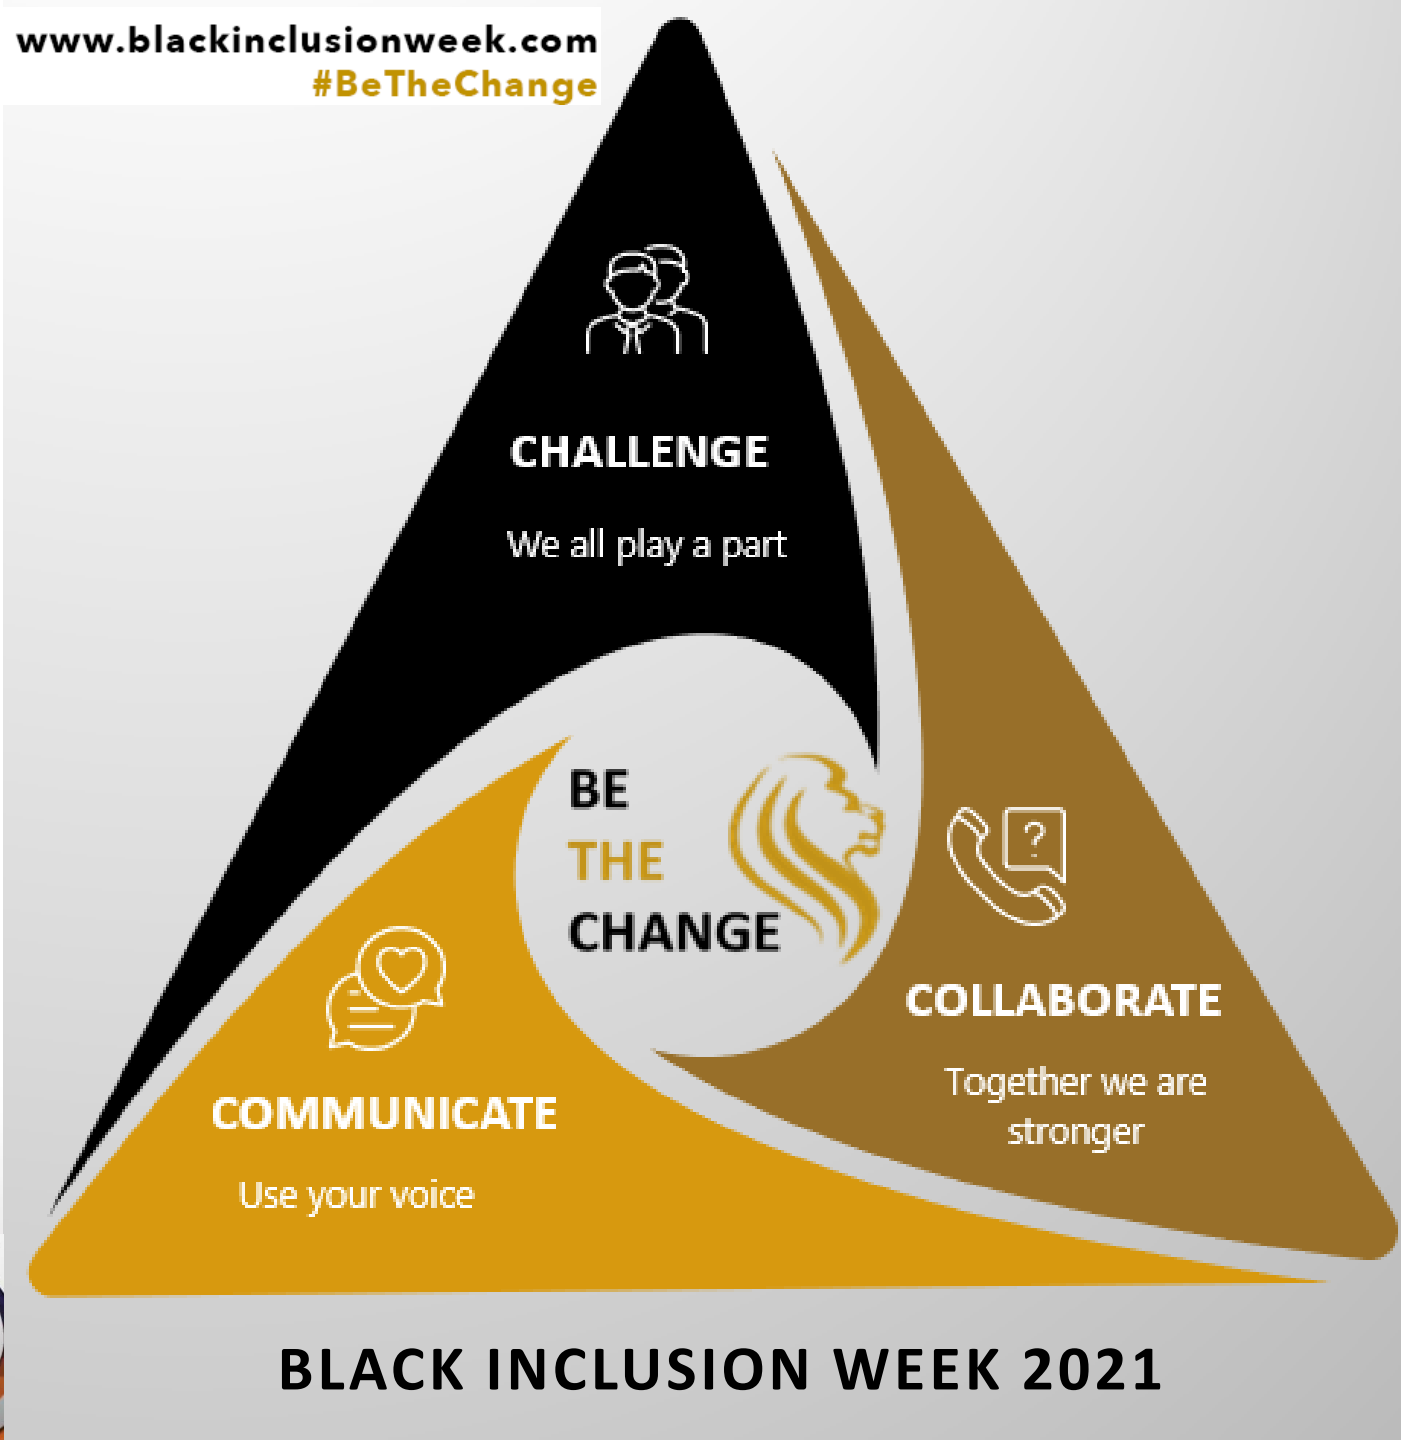 www.blackinclusionweek.com
#BeTheChange
CHALLENGE
We all play a part
BE
THE
CHANGE
?
COLLABORATE
Together we are
stronger
COMMUNICATE
Use your voice
BLACK INCLUSION WEEK 2021